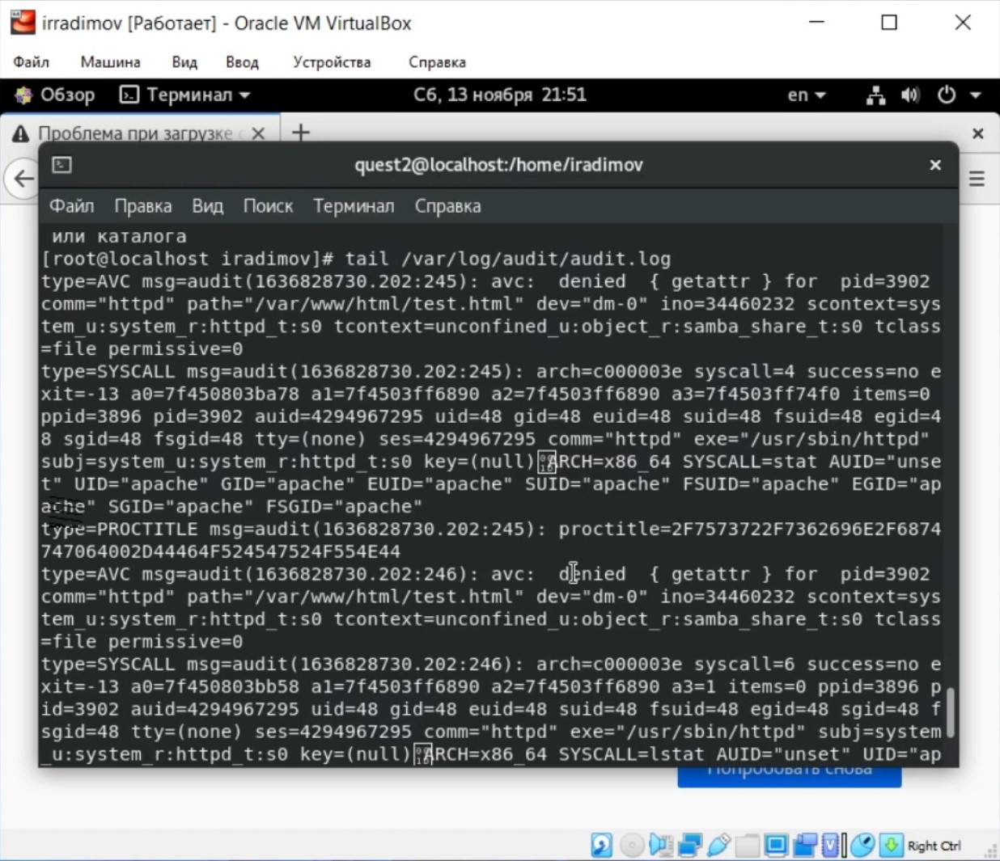 irradimov [Работает] - Oracle VM VirtualBox
Файл Машина Вид Ввод Устройства Справка
Обзор Терминал Сб, 13 ноября 21:51 en
Проблема при загрузке
quest2@localhost:/home/iradimov
Файл Правка Вид Поиск Терминал Справка
или каталога
[root@localhost iradimov]# tail /var/log/audit/audit.log
type=AVC msg=audit(1636828730.202:245): avc:  denied  { getattr } for  pid=3902
comm="httpd" path="/var/www/html/test.html" dev="dm-0" ino=34460232 scontext=sys
tem_u:system_r:httpd_t:s0 tcontext=unconfined_u:object_r:samba_share_t:s0 tclass
=file permissive=0
type=SYSCALL msg=audit(1636828730.202:245): arch=c000003e syscall=4 success=no e
xit=-13 a0=7f450803ba78 a1=7f4503ff6890 a2=7f4503ff6890 a3=7f4503ff74f0 items=0
ppid=3896 pid=3902 auid=4294967295 uid=48 gid=48 euid=48 suid=48 fsuid=48 egid=4
8 sgid=48 fsgid=48 tty=(none) ses=4294967295 comm="httpd" exe="/usr/sbin/httpd"
subj=system_u:system_r:httpd_t:s0 key=(null) ARCH=x86_64 SYSCALL=stat AUID="unse
t" UID="apache" GID="apache" EUID="apache" SUID="apache" FSUID="apache" EGID="ap
ache" SGID="apache" FSGID="apache"
type=PROCTITLE msg=audit(1636828730.202:245): proctitle=2F7573722F7362696E2F6874
747064002D44464F524547524F554E44
type=AVC msg=audit(1636828730.202:246): avc:  denied  { getattr } for  pid=3902
comm="httpd" path="/var/www/html/test.html" dev="dm-0" ino=34460232 scontext=sys
tem_u:system_r:httpd_t:s0 tcontext=unconfined_u:object_r:samba_share_t:s0 tclass
=file permissive=0
type=SYSCALL msg=audit(1636828730.202:246): arch=c000003e syscall=6 success=no e
xit=-13 a0=7f450803bb58 a1=7f4503ff6890 a2=7f4503ff6890 a3=1 items=0 ppid=3896 p
id=3902 auid=4294967295 uid=48 gid=48 euid=48 suid=48 fsuid=48 egid=48 sgid=48 f
sgid=48 tty=(none) ses=4294967295 comm="httpd" exe="/usr/sbin/httpd" subj=system
_u:system_r:httpd_t:s0 key=(null) ARCH=x86_64 SYSCALL=lstat AUID="unset" UID="ap
Попробовать снова
Right Ctrl